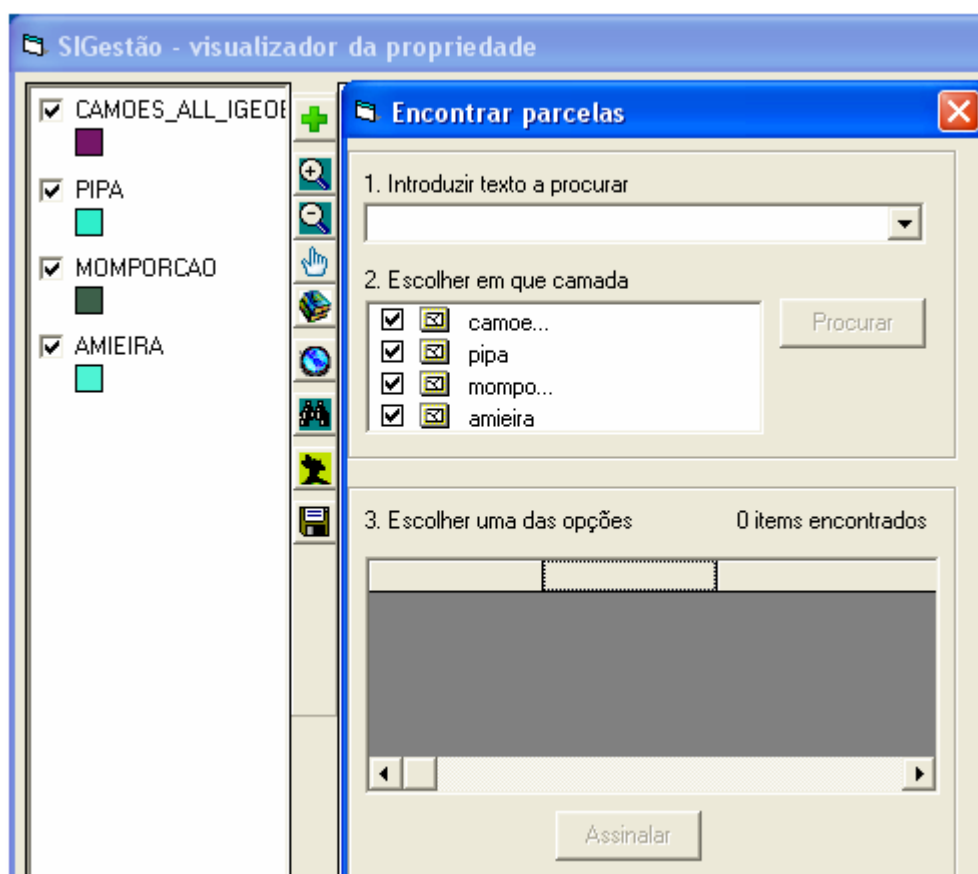 SIGestão - visualizador da propriedade
CAMOES_ALL_IGEO
PIPA
MOMPORCAO
AMIEIRA
Encontrar parcelas
1. Introduzir texto a procurar
2. Escolher em que camada
camoe...
pipa
mompo...
amieira
Procurar
3. Escolher uma das opções 0 items encontrados
Assinalar